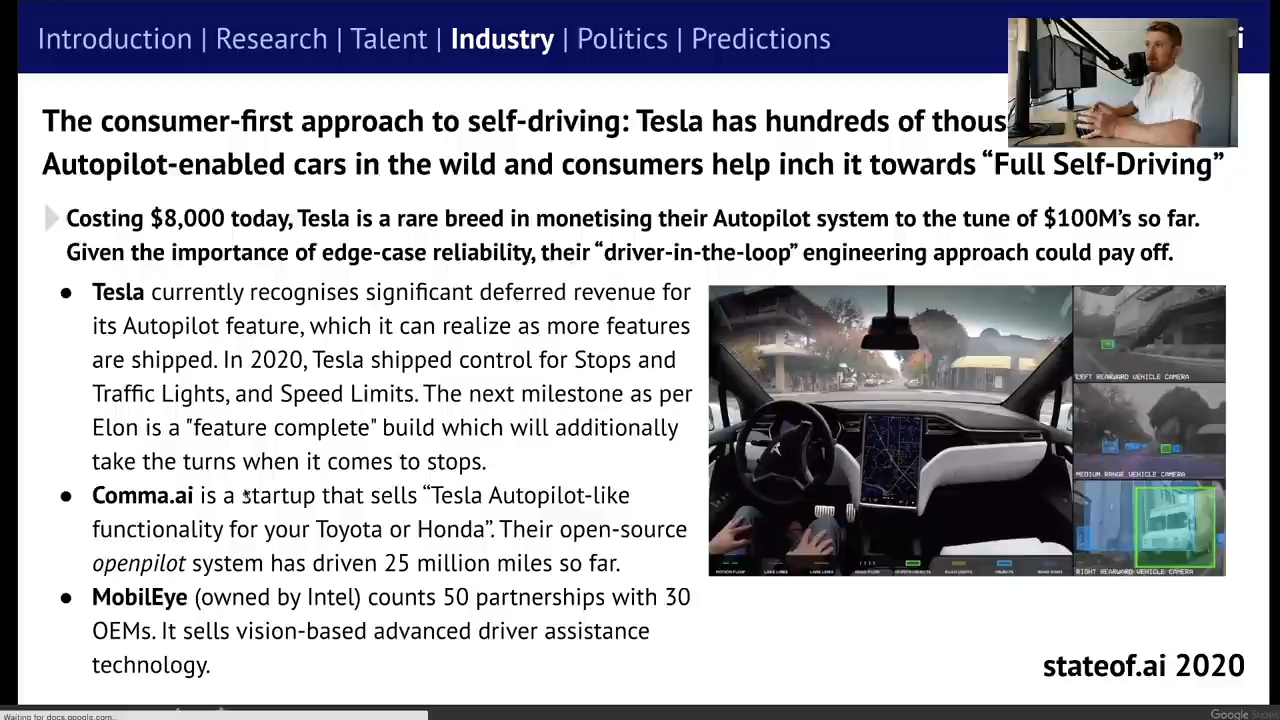 Introduction | Research | Talent | Industry | Politics | Predictions
i
The consumer-first approach to self-driving: Tesla has hundreds of thous
Autopilot-enabled cars in the wild and consumers help inch it towards “Full Self-Driving”
Costing $8,000 today, Tesla is a rare breed in monetising their Autopilot system to the tune of $100M’s so far.
Given the importance of edge-case reliability, their “driver-in-the-loop” engineering approach could pay off.
● Tesla currently recognises significant deferred revenue for
its Autopilot feature, which it can realize as more features
are shipped. In 2020, Tesla shipped control for Stops and
Traffic Lights, and Speed Limits. The next milestone as per
Elon is a "feature complete" build which will additionally
take the turns when it comes to stops.
● Comma.ai is a startup that sells “Tesla Autopilot-like
functionality for your Toyota or Honda”. Their open-source
openpilot system has driven 25 million miles so far.
● MobilEye (owned by Intel) counts 50 partnerships with 30
OEMs. It sells vision-based advanced driver assistance
technology.
LEFT REARWARD VEHICLE CAMERA
MEDIUM RANGE VEHICLE CAMERA
RIGHT REARWARD VEHICLE CAMERA
stateof.ai 2020
Waiting for docs.google.com...
Google Slides